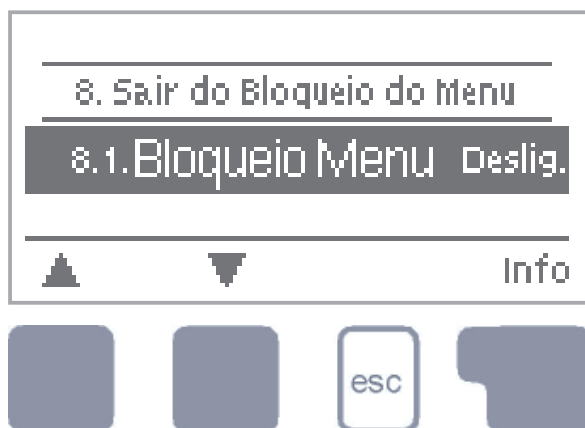 8. Sair do Bloqueio do Menu
8.1.Bloqueio Menu Deslig.
Info
esc